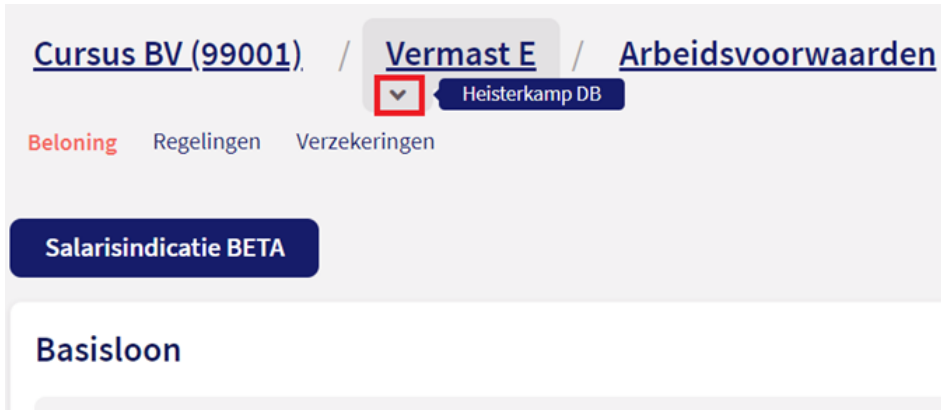 Cursus BV (99001) / Vermast E / Arbeidsvoorwaarden
Heisterkamp DB
Beloning Regelingen Verzekeringen
Salarisindicatie BETA
Basisloon